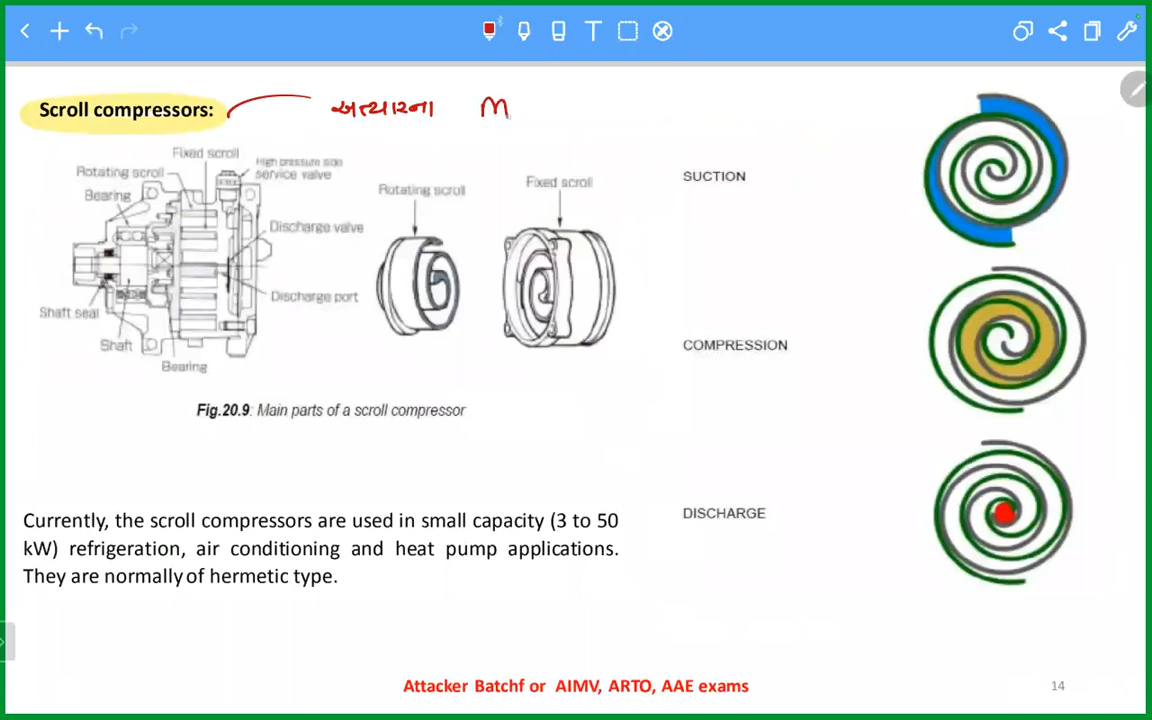 Scroll compressors: અત્યારના M
Fixed scroll
High pressure side
service valve
Rotating scroll
Bearing
Discharge valve
Discharge port
Shaft seal
Shaft
Bearing
Rotating scroll
Fixed scroll
Fig.20.9: Main parts of a scroll compressor
SUCTION
COMPRESSION
DISCHARGE
Currently, the scroll compressors are used in small capacity (3 to 50
kW) refrigeration, air conditioning and heat pump applications.
They are normally of hermetic type.
Attacker Batchf or AIMV, ARTO, AAE exams
14